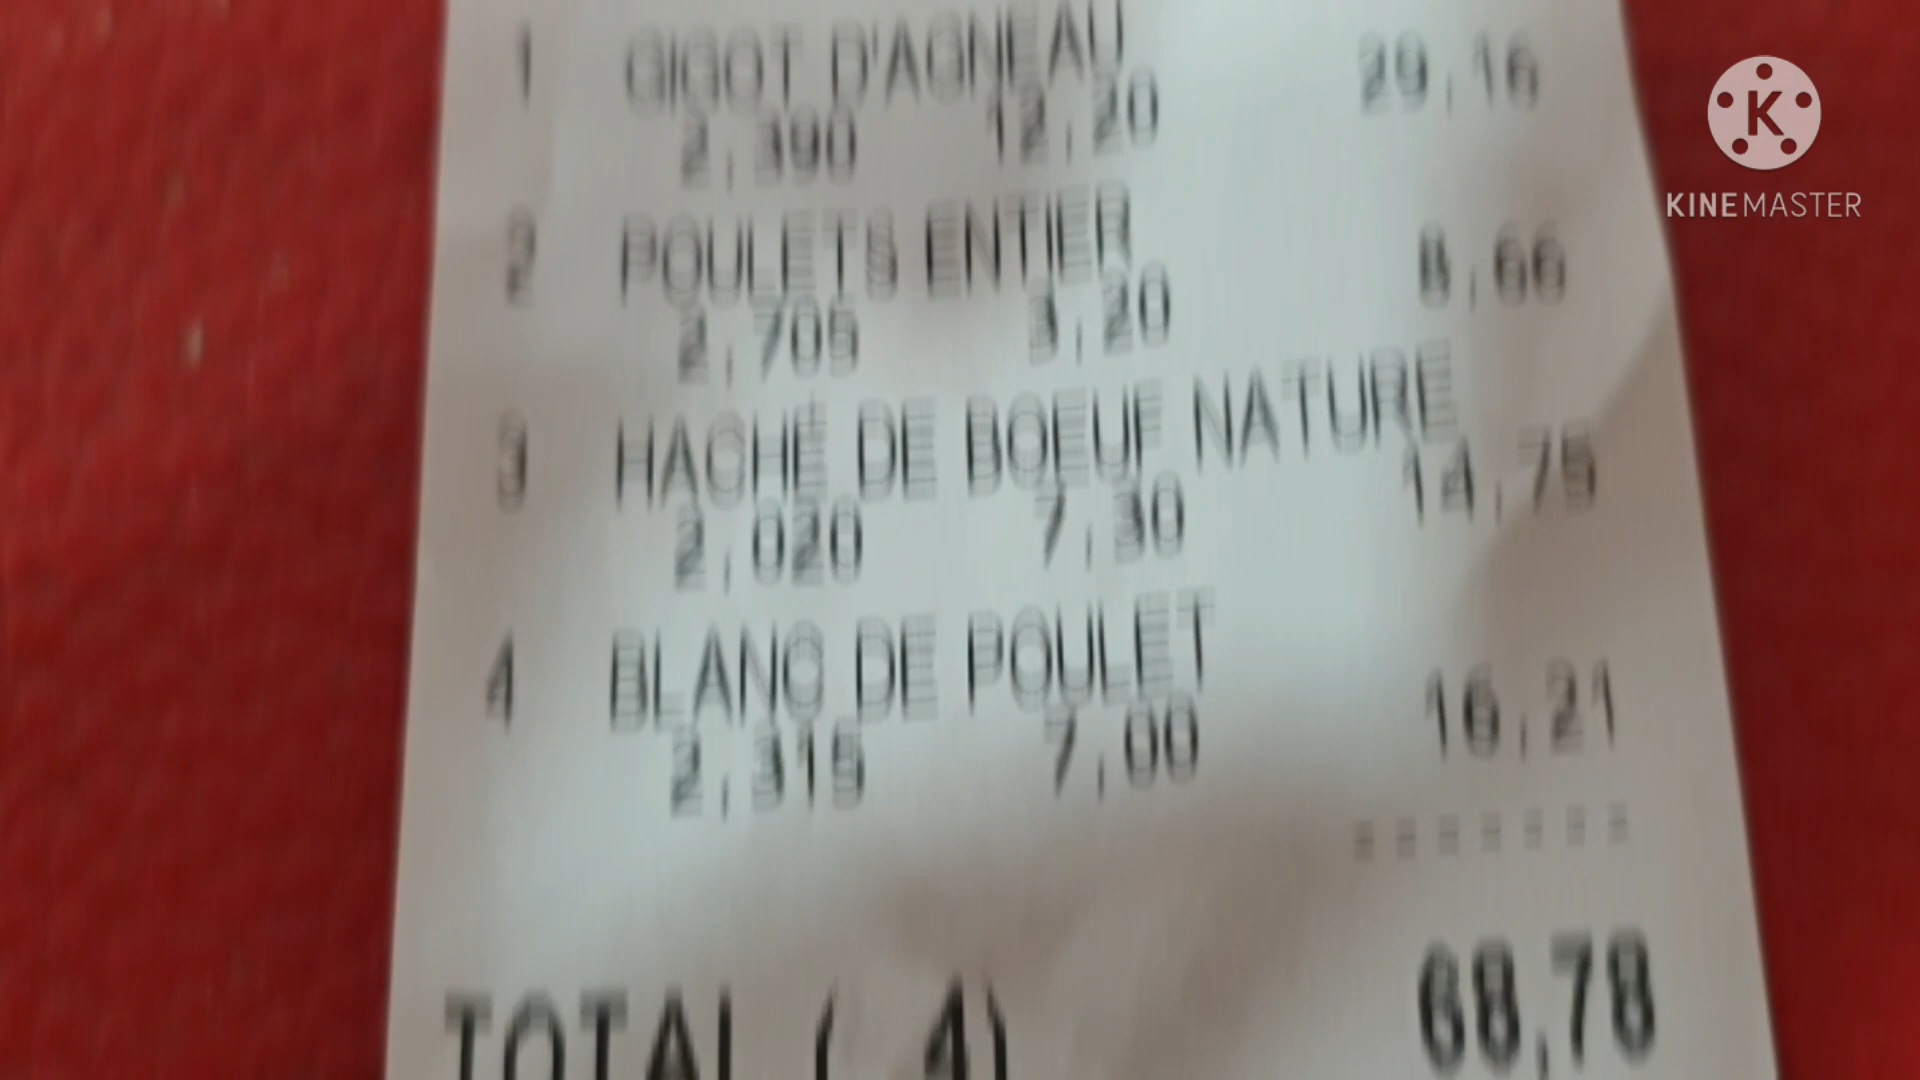 1 GIGOT D'AGNEAU 29,16
2,390 12,20
2 POULETS ENTIER 8,66
2,705 3,20
3 HACHÉ DE BOEUF NATURE 14,75
2,020 7,30
4 BLANC DE POULET 16,21
2,315 7,00
=======
TOTAL ( 4) 68,78
K
KINEMASTER